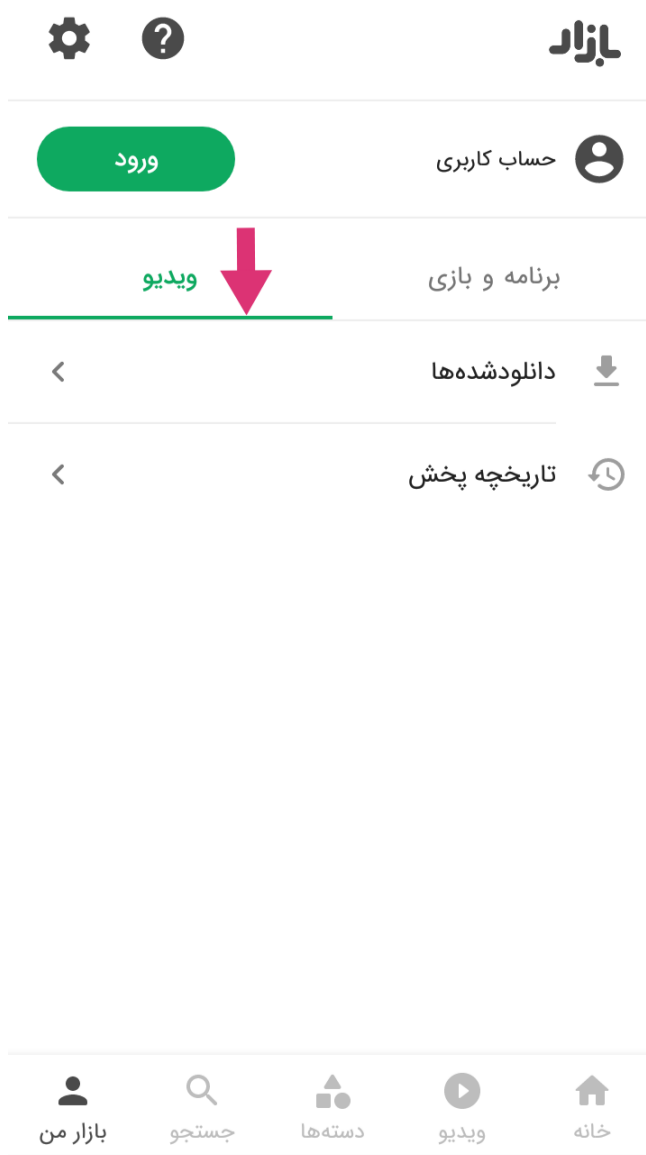 بازار
حساب کاربری
ورود
برنامه و بازی
ویدیو
دانلودشده‌ها
تاریخچه پخش
خانه
ویدیو
دسته‌ها
جستجو
بازار من